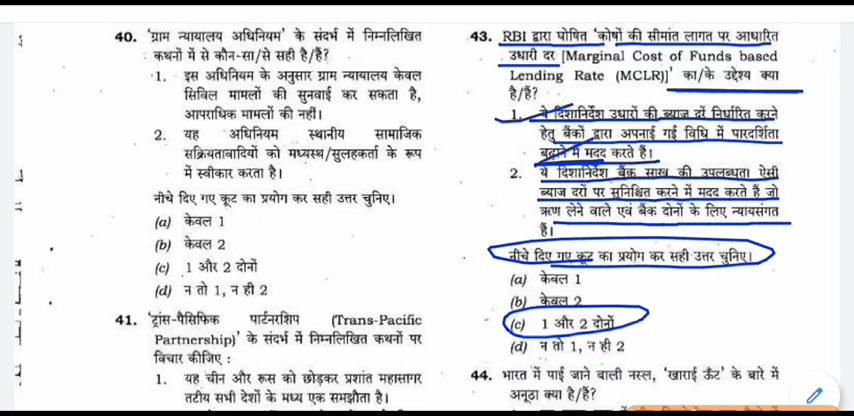 40. 'ग्राम न्यायालय अधिनियम' के संदर्भ में निम्नलिखित
कथनों में से कौन-सा/से सही है/हैं?
1. इस अधिनियम के अनुसार ग्राम न्यायालय केवल
सिविल मामलों की सुनवाई कर सकता है,
आपराधिक मामलों की नहीं।
2. यह अधिनियम स्थानीय सामाजिक
सक्रियतावादियों को मध्यस्थ/सुलहकर्ता के रूप
में स्वीकार करता है।
नीचे दिए गए कूट का प्रयोग कर सही उत्तर चुनिए।
(a) केवल 1
(b) केवल 2
(c) 1 और 2 दोनों
(d) न तो 1, न ही 2
41. 'ट्रांस-पैसिफिक पार्टनरशिप (Trans-Pacific
Partnership)' के संदर्भ में निम्नलिखित कथनों पर
विचार कीजिए :
1. यह चीन और रूस को छोड़कर प्रशांत महासागर
तटीय सभी देशों के मध्य एक समझौता है।
43. RBI द्वारा घोषित 'कोषों की सीमांत लागत पर आधारित
उधारी दर [Marginal Cost of Funds based
Lending Rate (MCLR)]' का/के उद्देश्य क्या
है/हैं?
1. ये दिशानिर्देश उधारों की ब्याज दरें निर्धारित करने
हेतु बैंकों द्वारा अपनाई गई विधि में पारदर्शिता
बढ़ाने में मदद करते हैं।
2. ये दिशानिर्देश बैंक साख की उपलब्धता ऐसी
ब्याज दरों पर सुनिश्चित करने में मदद करते हैं जो
ऋण लेने वाले एवं बैंक दोनों के लिए न्यायसंगत
हैं।
नीचे दिए गए कूट का प्रयोग कर सही उत्तर चुनिए।
(a) केवल 1
(b) केवल 2
(c) 1 और 2 दोनों
(d) न तो 1, न ही 2
44. भारत में पाई जाने वाली नस्ल, 'खाराई ऊँट' के बारे में
अनूठा क्या है/हैं?